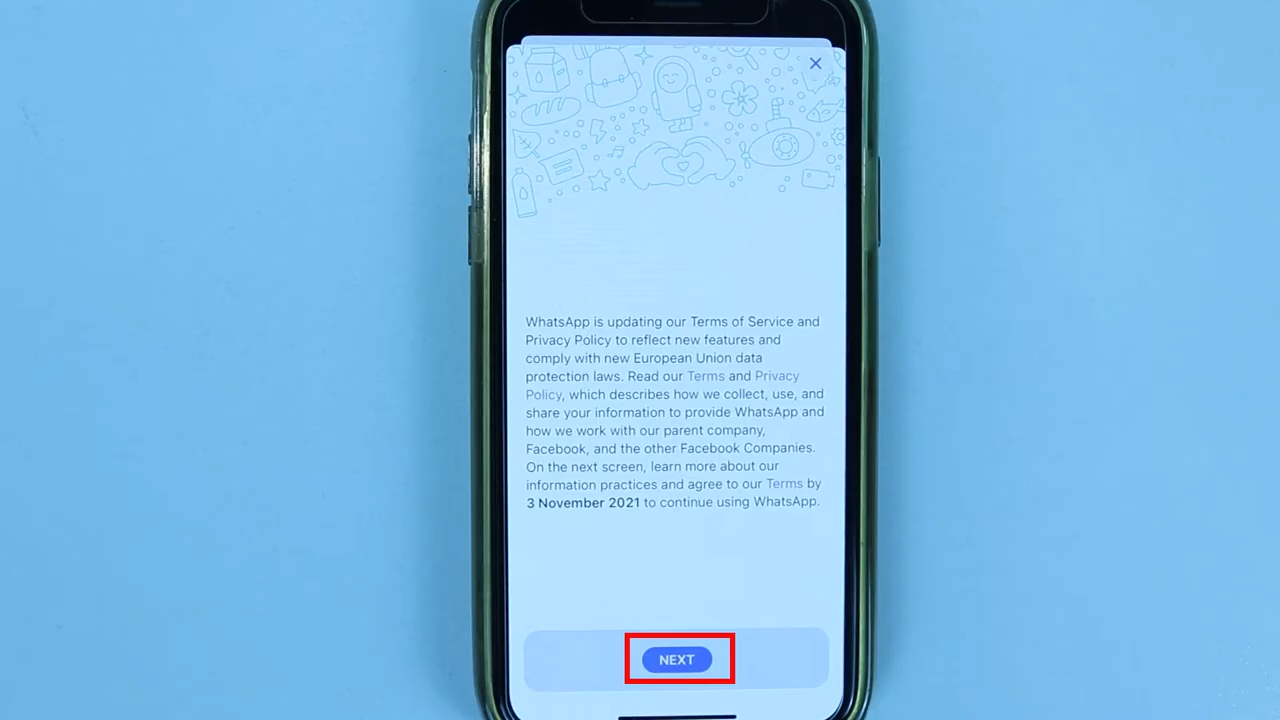 WhatsApp is updating our Terms of Service and
Privacy Policy to reflect new features and
comply with new European Union data
protection laws. Read our Terms and Privacy
Policy, which describes how we collect, use, and
share your information to provide WhatsApp and
how we work with our parent company,
Facebook, and the other Facebook Companies.
On the next screen, learn more about our
information practices and agree to our Terms by
3 November 2021 to continue using WhatsApp.
NEXT